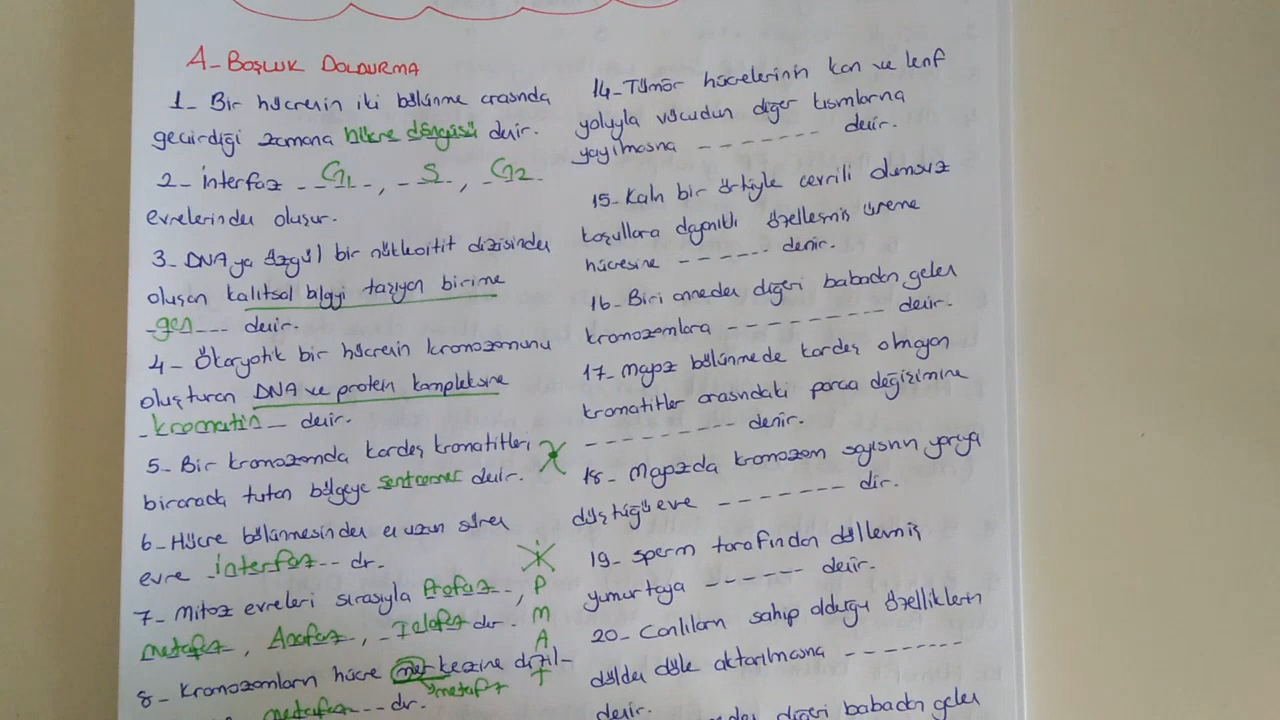 A- BOŞLUK DOLDURMA
1- Bir hücrenin iki bölünme arasında
geçirdiği zamana hücre döngüsü denir.
2- İnterfaz - G1 -, - S -, - G2 -
evrelerinden oluşur.
3- DNA ya özgül bir nükleotit dizisinden
oluşan kalıtsal bilgiyi taşıyan birime
- gen --- denir.
4- Ökaryotik bir hücrenin kromozomunu
oluşturan DNA ve protein kompleksine
- kromatin - denir.
5- Bir kromozomda kardeş kromatitleri
birarada tutan bölgeye sentromer denir.
6- Hücre bölünmesinden en uzun süren
evre interfaz -- dır.
7- Mitoz evreleri sırasıyla Profaz --,
metafaz, Anafaz, - Telofaz dır.
İ
P
M
A
T
8- Kromozomların hücre merkezine dizil-
metafaz
metafaz --- dır.
14- Tümör hücrelerinin kan ve lenf
yoluyla vücudun diğer kısımlarına
yayılmasına ------- denir.
15- Kalın bir örtüyle çevrili olumsuz
koşullara dayanıklı özelleşmiş üreme
hücresine ------ denir.
16- Biri anneden diğeri babadan gelen
kromozomlara --------- denir.
17- Mayoz bölünmede kardeş olmayan
kromatitler arasındaki parça değişimine
--------- denir.
18- Mayozda kromozom sayısının yarıya
düştüğü evre -------- dir.
19- Sperm tarafından döllenmiş
yumurtaya ------ denir.
20- Canlıların sahip olduğu özelliklerin
dölden döle aktarılmasına --------
denir.
diğeri babadan gelen